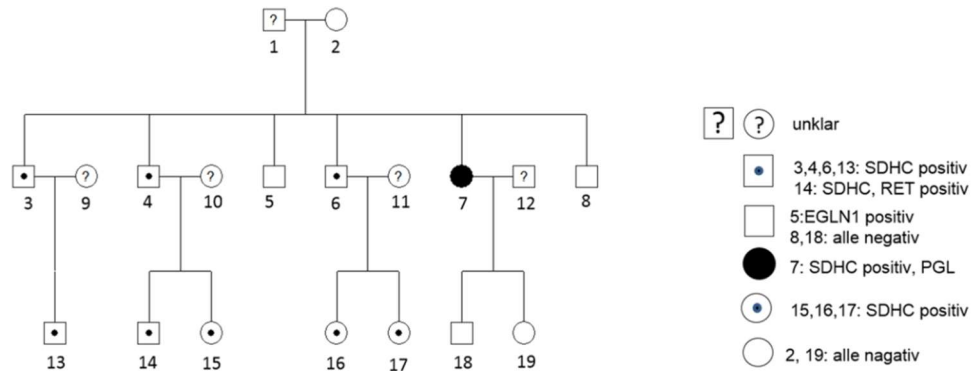 ? 
1 2
? ? ? ?
3 9 4 10 5 6 11 7 12 8
13 14 15 16 17 18 19
? ? unklar
3,4,6,13: SDHC positiv
14: SDHC, RET positiv
5:EGLN1 positiv
8,18: alle negativ
7: SDHC positiv, PGL
15,16,17: SDHC positiv
2, 19: alle nagativ